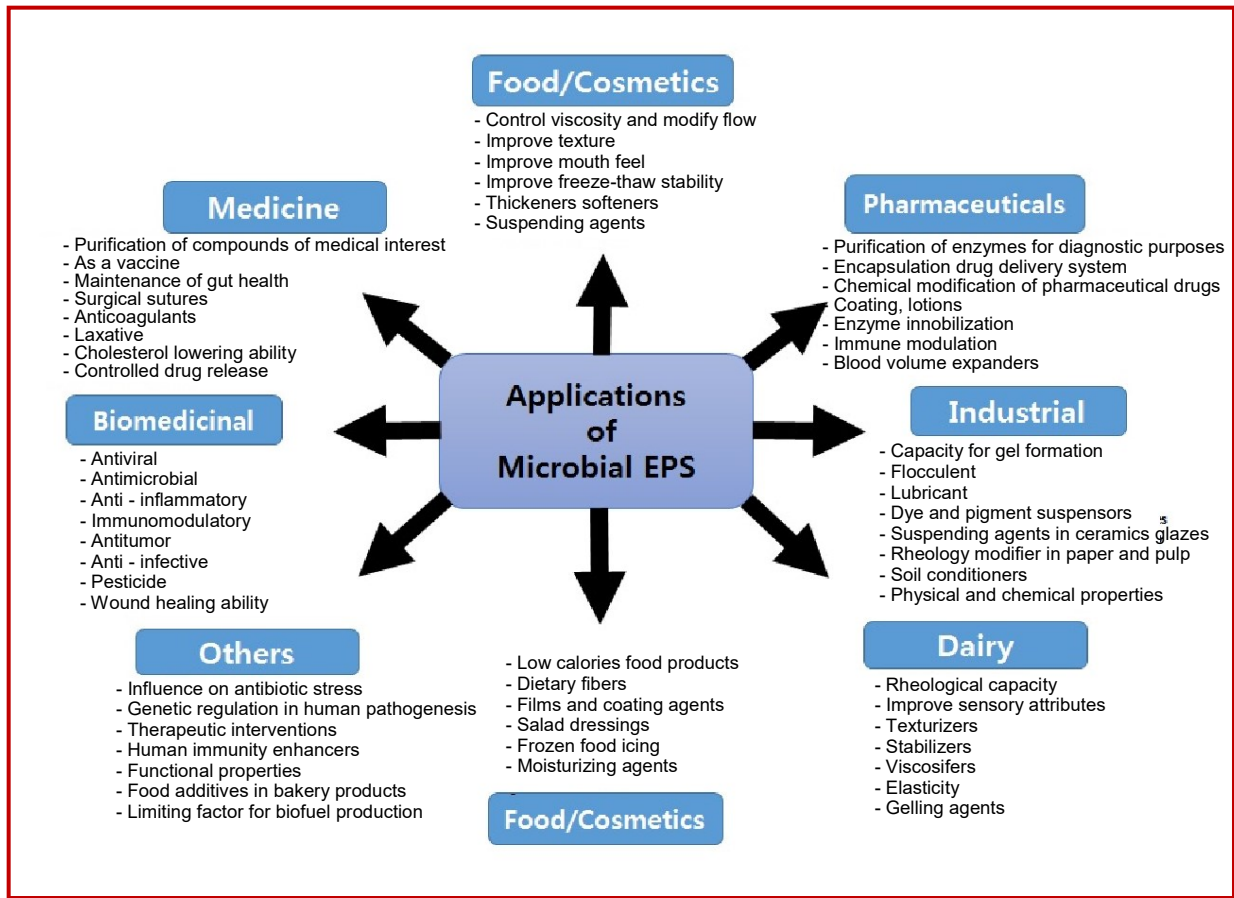 Food/Cosmetics
- Control viscosity and modify flow
- Improve texture
- Improve mouth feel
- Improve freeze-thaw stability
- Thickeners softeners
- Suspending agents
Medicine
- Purification of compounds of medical interest
- As a vaccine
- Maintenance of gut health
- Surgical sutures
- Anticoagulants
- Laxative
- Cholesterol lowering ability
- Controlled drug release
Pharmaceuticals
- Purification of enzymes for diagnostic purposes
- Encapsulation drug delivery system
- Chemical modification of pharmaceutical drugs
- Coating, lotions
- Enzyme innobilization
- Immune modulation
- Blood volume expanders
Applications
of
Microbial EPS
Biomedicinal
- Antiviral
- Antimicrobial
- Anti - inflammatory
- Immunomodulatory
- Antitumor
- Anti - infective
- Pesticide
- Wound healing ability
Industrial
- Capacity for gel formation
- Flocculent
- Lubricant
- Dye and pigment suspensors
- Suspending agents in ceramics glazes
- Rheology modifier in paper and pulp
- Soil conditioners
- Physical and chemical properties
Others
- Influence on antibiotic stress
- Genetic regulation in human pathogenesis
- Therapeutic interventions
- Human immunity enhancers
- Functional properties
- Food additives in bakery products
- Limiting factor for biofuel production
- Low calories food products
- Dietary fibers
- Films and coating agents
- Salad dressings
- Frozen food icing
- Moisturizing agents
Food/Cosmetics
Dairy
- Rheological capacity
- Improve sensory attributes
- Texturizers
- Stabilizers
- Viscosifers
- Elasticity
- Gelling agents